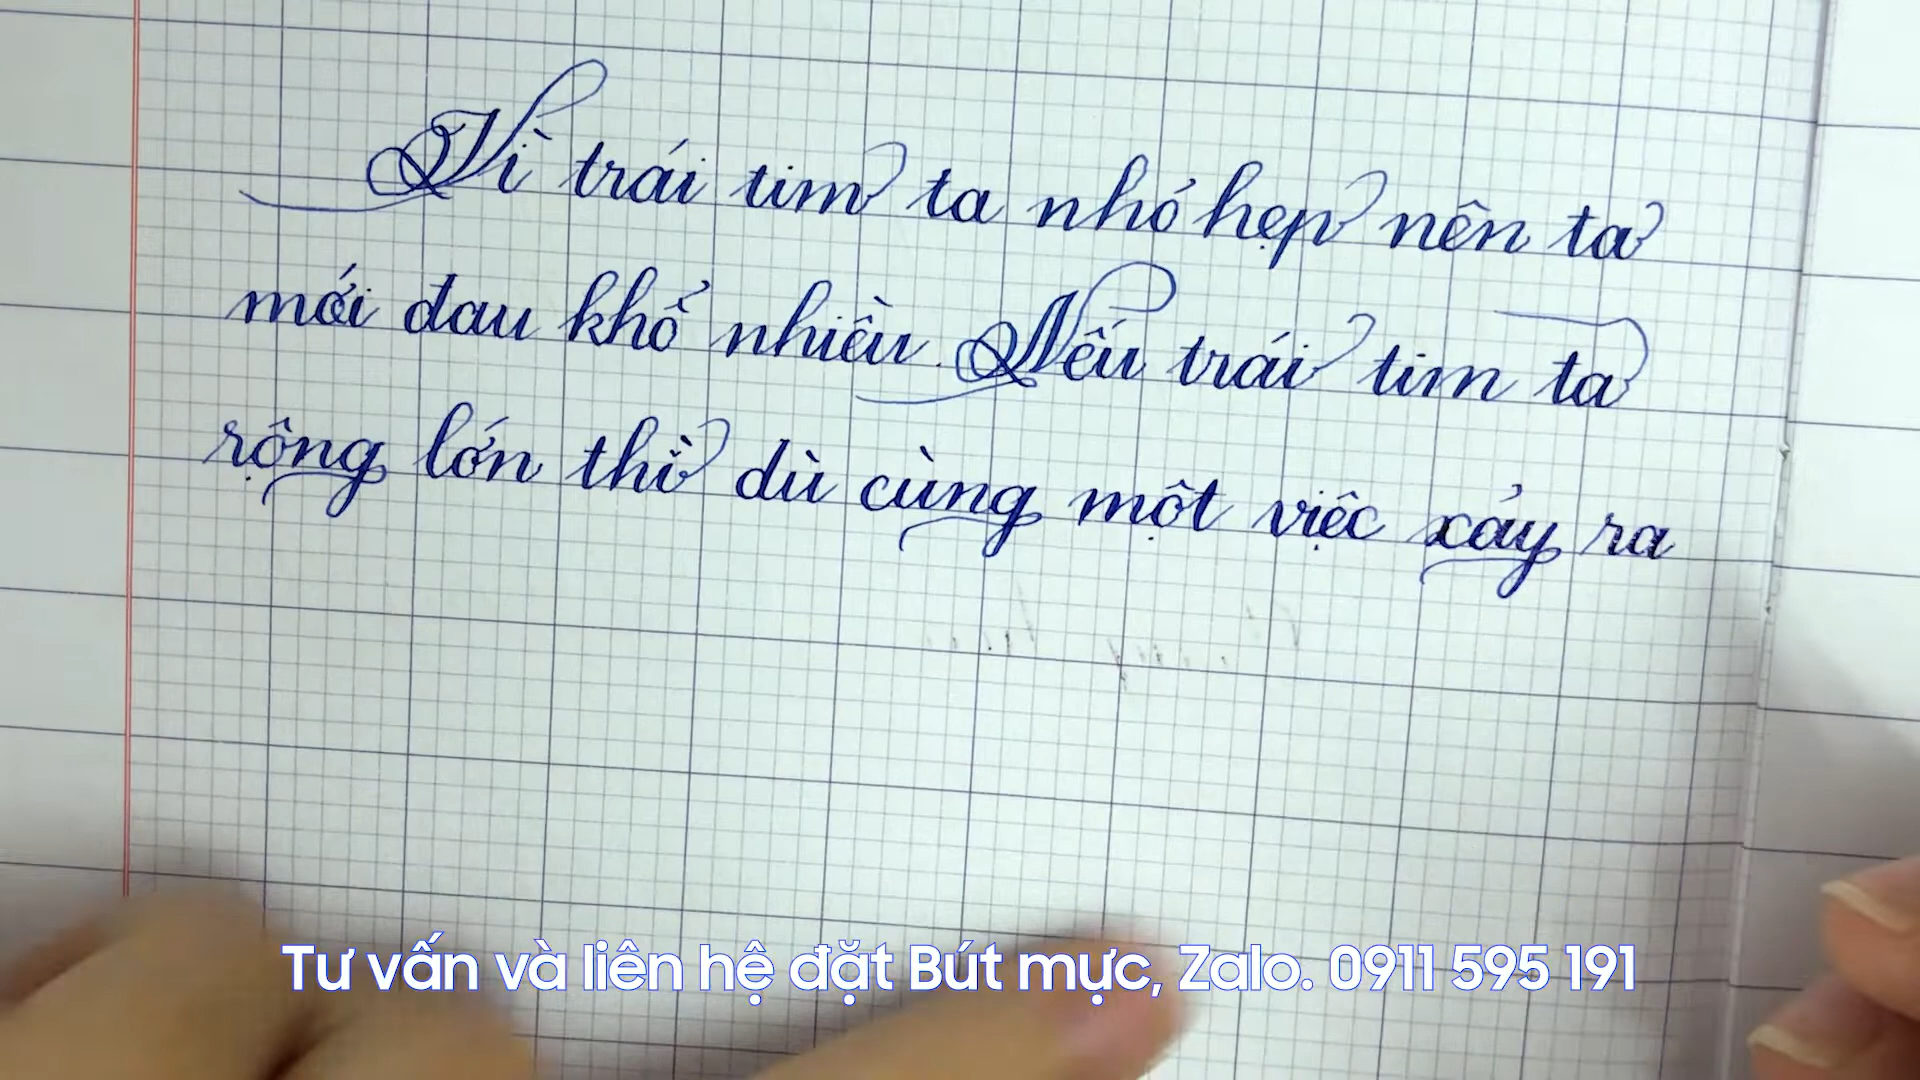 Vì trái tim ta nhỏ hẹp nên ta
mới đau khổ nhiều. Nếu trái tim ta
rộng lớn thì dù cùng một việc xảy ra
Tư vấn và liên hệ đặt Bút mực, Zalo. 0911 595 191